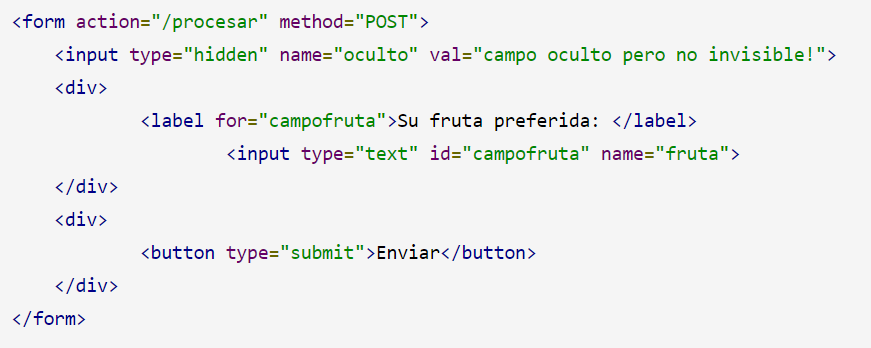 <form action="/procesar" method="POST">
<input type="hidden" name="oculto" val="campo oculto pero no invisible!">
<div>
<label for="campofruta">Su fruta preferida: </label>
<input type="text" id="campofruta" name="fruta">
</div>
<div>
<button type="submit">Enviar</button>
</div>
</form>